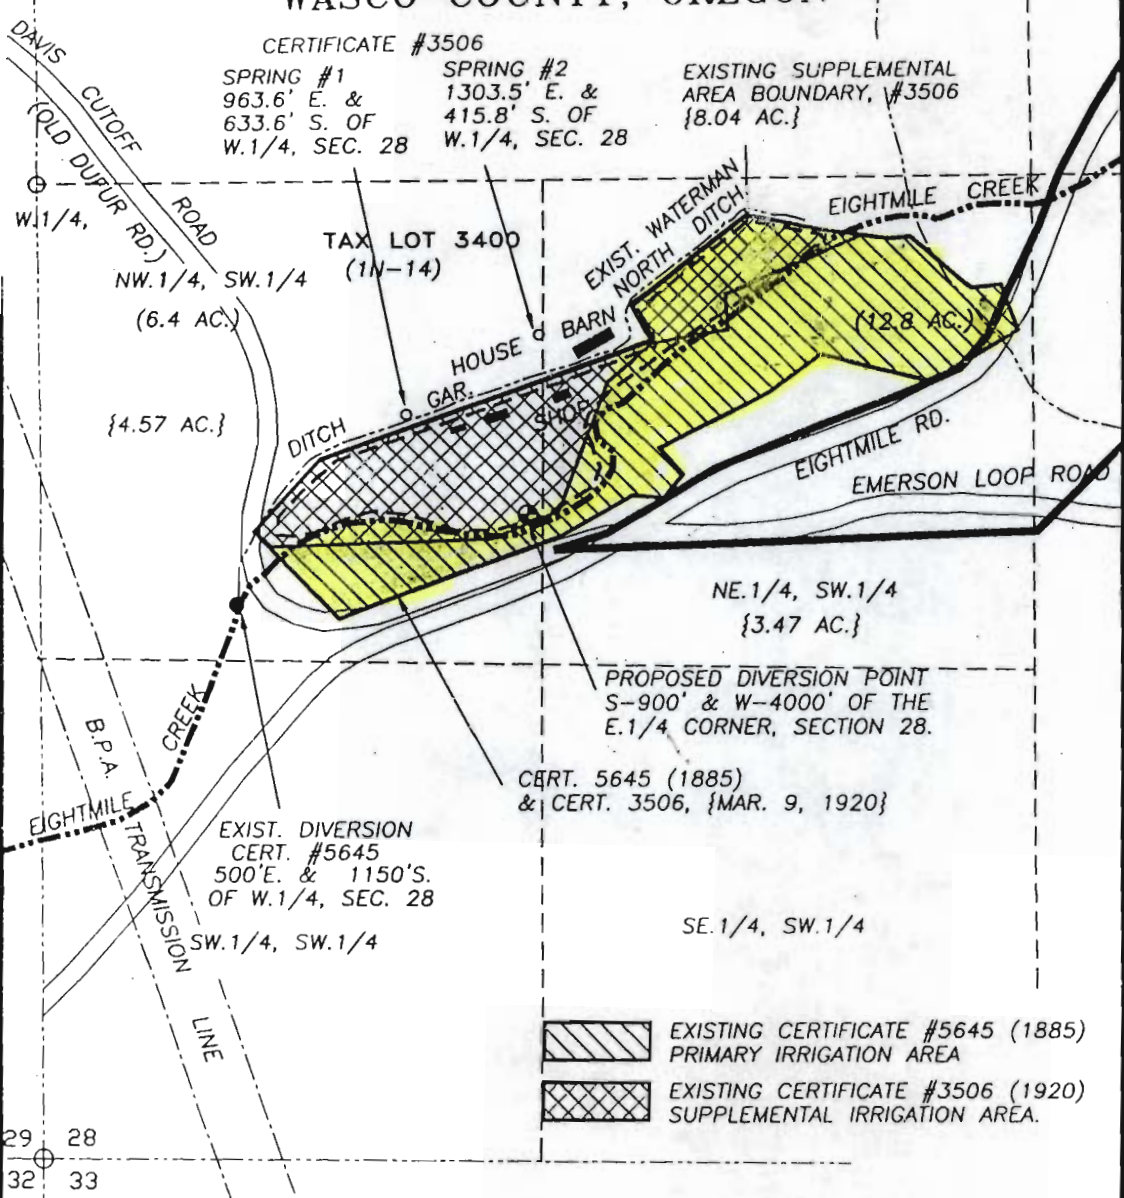 WASCO COUNTY, OREGON
DAVIS CUTOFF ROAD
(OLD DUFUR RD.)
CERTIFICATE #3506
SPRING #1
963.6' E. &
633.6' S. OF
W.1/4, SEC. 28
SPRING #2
1303.5' E. &
415.8' S. OF
W.1/4, SEC. 28
EXISTING SUPPLEMENTAL
AREA BOUNDARY, #3506
{8.04 AC.}
W.1/4,
TAX LOT 3400
(1N-14)
NW.1/4, SW.1/4
(6.4 AC.)
{4.57 AC.}
EXIST. WATERMAN
NORTH DITCH
EIGHTMILE CREEK
BARN
HOUSE
GAR.
SHOP
DITCH
(12.8 AC.)
EIGHTMILE RD.
EMERSON LOOP ROAD
NE.1/4, SW.1/4
{3.47 AC.}
PROPOSED DIVERSION POINT
S-900' & W-4000' OF THE
E.1/4 CORNER, SECTION 28.
CERT. 5645 (1885)
& CERT. 3506, {MAR. 9, 1920}
EIGHTMILE CREEK
B.P.A. TRANSMISSION LINE
EXIST. DIVERSION
CERT. #5645
500'E. & 1150'S.
OF W.1/4, SEC. 28
SW.1/4, SW.1/4
SE.1/4, SW.1/4
EXISTING CERTIFICATE #5645 (1885)
PRIMARY IRRIGATION AREA
EXISTING CERTIFICATE #3506 (1920)
SUPPLEMENTAL IRRIGATION AREA.
29 28
32 33